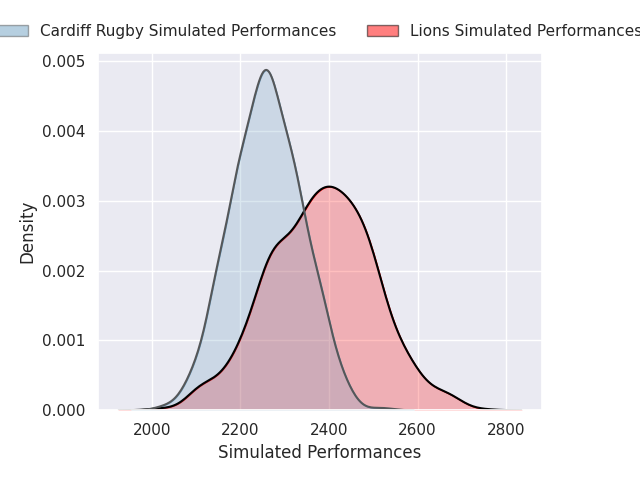 Cardiff Rugby Simulated Performances
Lions Simulated Performances
0.005
0.004
0.003
0.002
0.001
0.000
Density
2000
2200
2400
2600
2800
Simulated Performances